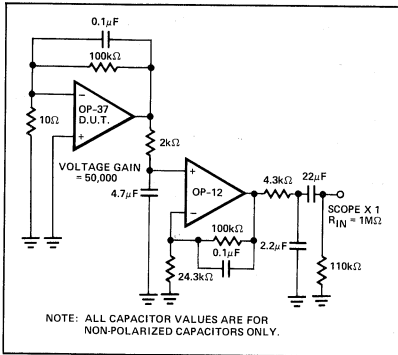 0.1μF
100kΩ
−
OP-37
D.U.T.
+
10Ω
2kΩ
VOLTAGE GAIN
= 50,000
4.7μF
+
OP-12
−
4.3kΩ
22μF
SCOPE X 1
RIN = 1MΩ
100kΩ
0.1μF
2.2μF
110kΩ
24.3kΩ
NOTE: ALL CAPACITOR VALUES ARE FOR
NON-POLARIZED CAPACITORS ONLY.